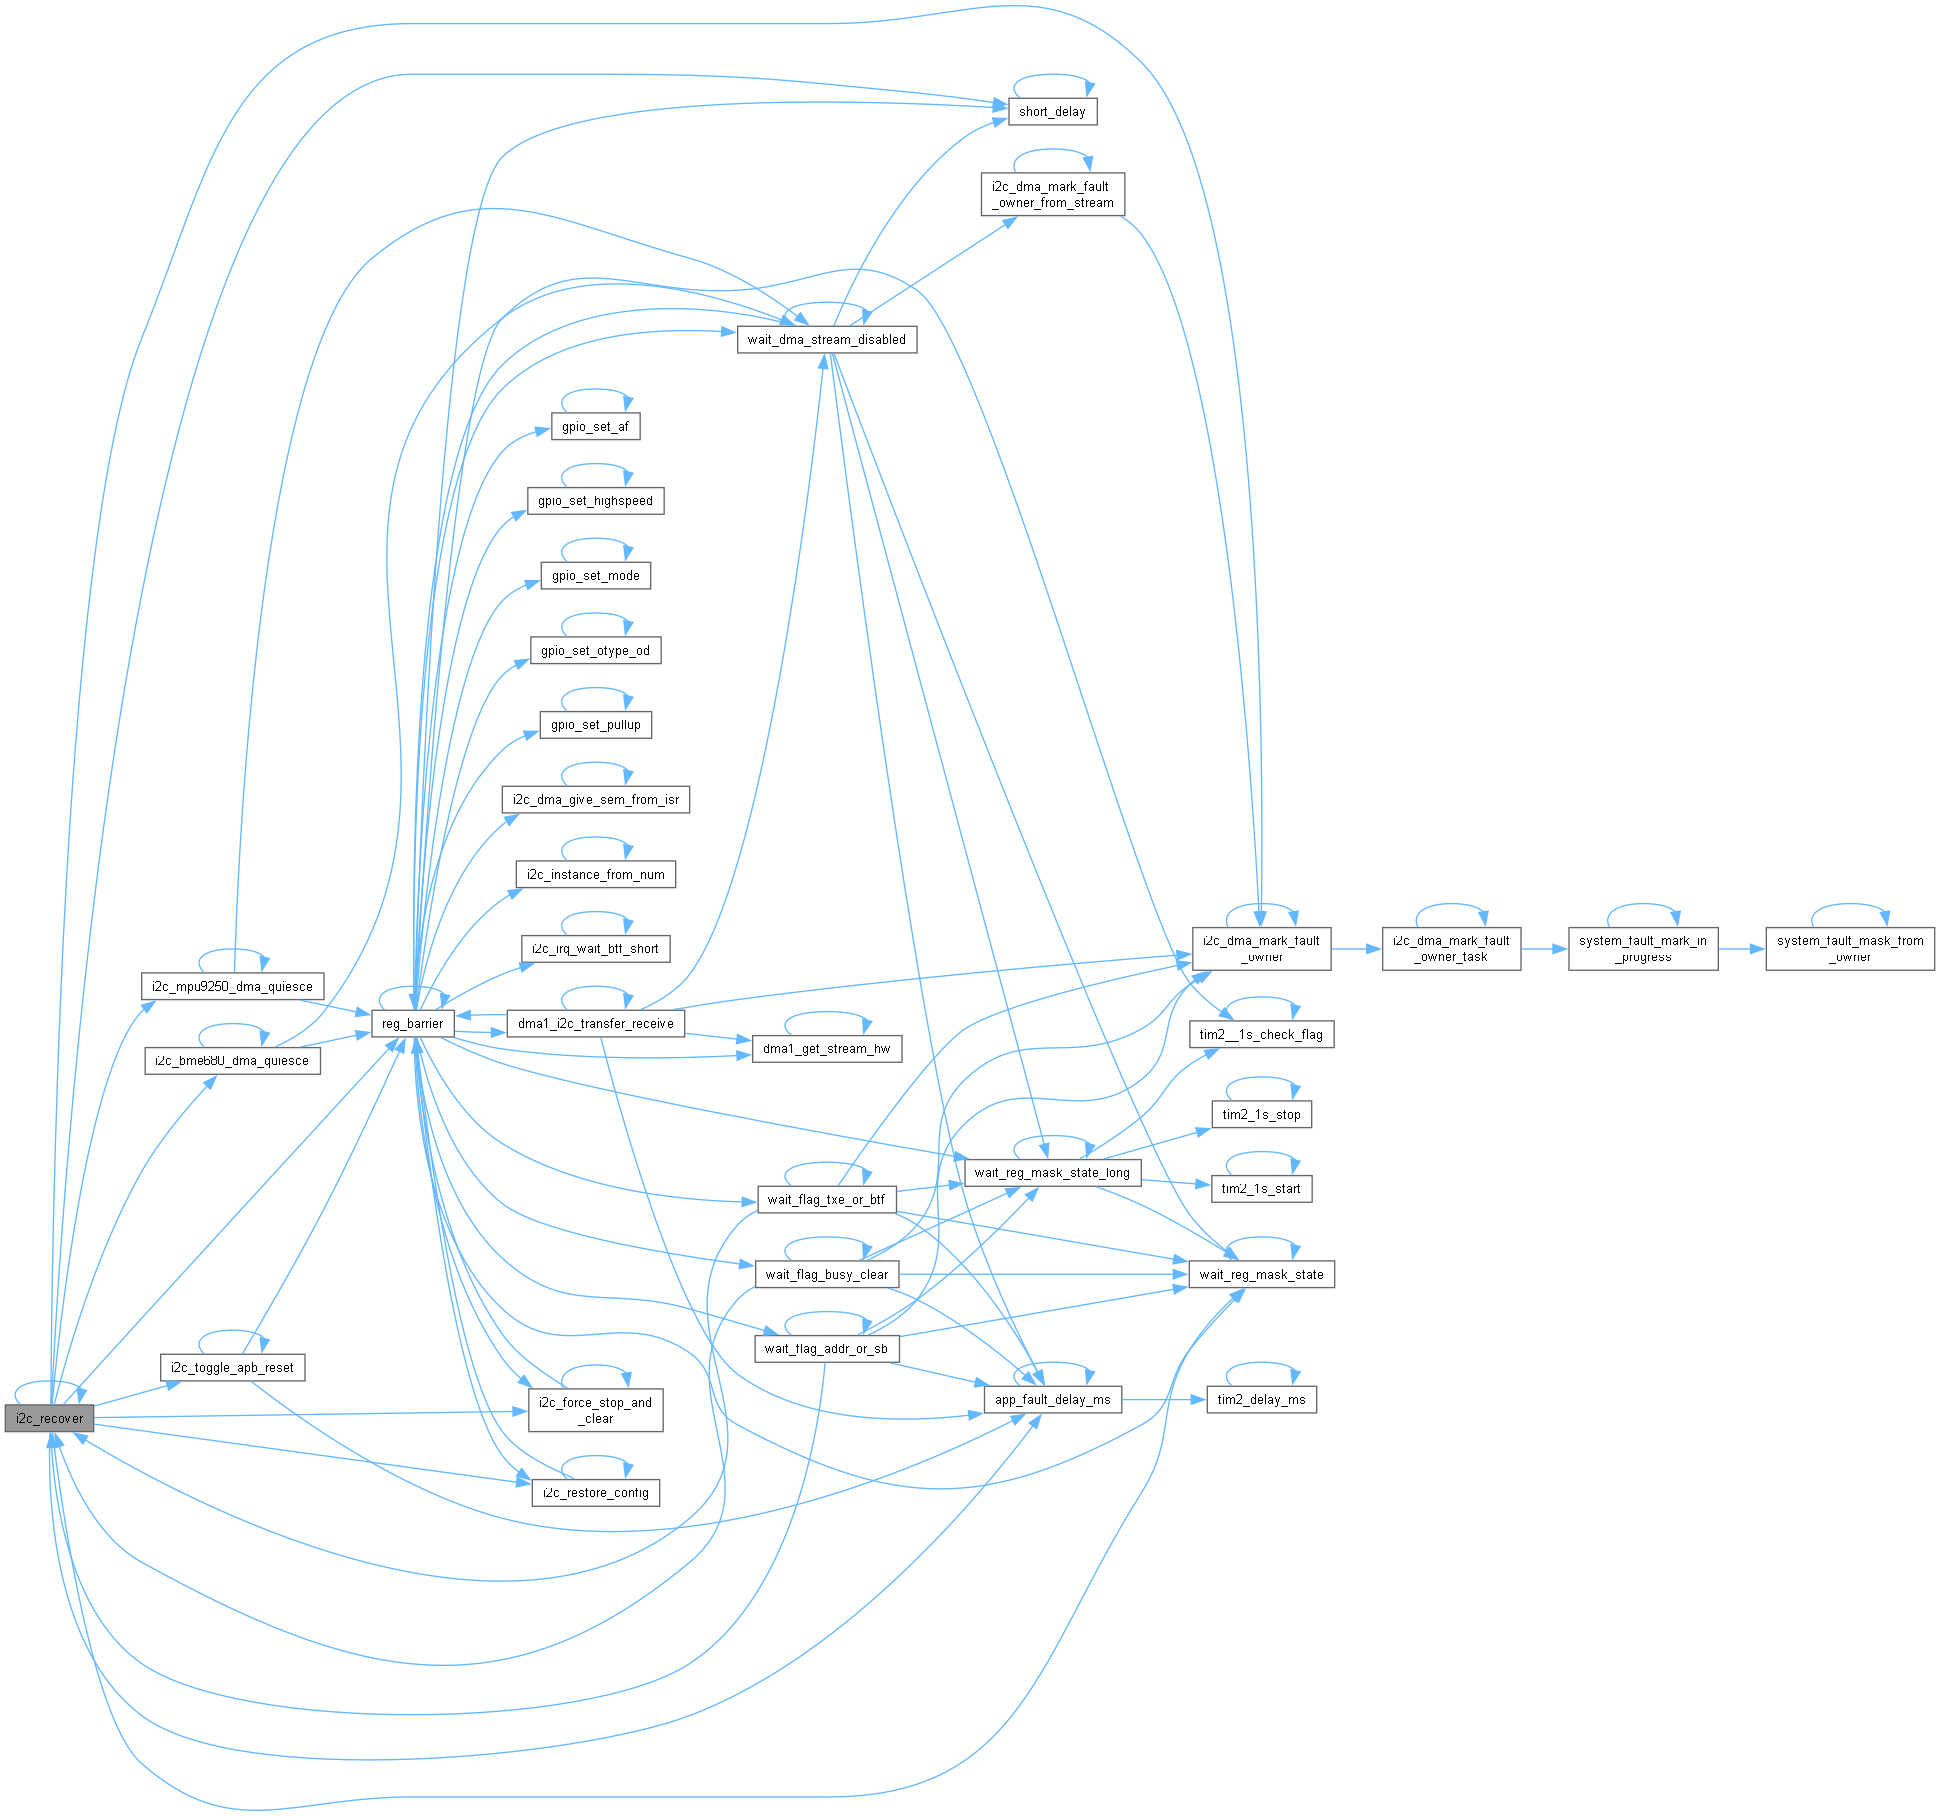 short_delay
i2c_dma_mark_fault
_owner_from_stream
wait_dma_stream_disabled
gpio_set_af
gpio_set_highspeed
gpio_set_mode
gpio_set_otype_od
gpio_set_pullup
i2c_dma_give_sem_from_isr
i2c_instance_from_num
i2c_irq_wait_btf_short
i2c_dma_mark_fault
_owner
i2c_dma_mark_fault
_owner_task
system_fault_mark_in
_progress
system_fault_mask_from
_owner
i2c_mpu9250_dma_quiesce
reg_barrier
dma1_i2c_transfer_receive
tim2__1s_check_flag
dma1_get_stream_hw
i2c_bme680_dma_quiesce
tim2_1s_stop
wait_reg_mask_state_long
tim2_1s_start
wait_flag_txe_or_btf
wait_flag_busy_clear
wait_reg_mask_state
wait_flag_addr_or_sb
i2c_toggle_apb_reset
i2c_force_stop_and
_clear
app_fault_delay_ms
tim2_delay_ms
i2c_recover
i2c_restore_config